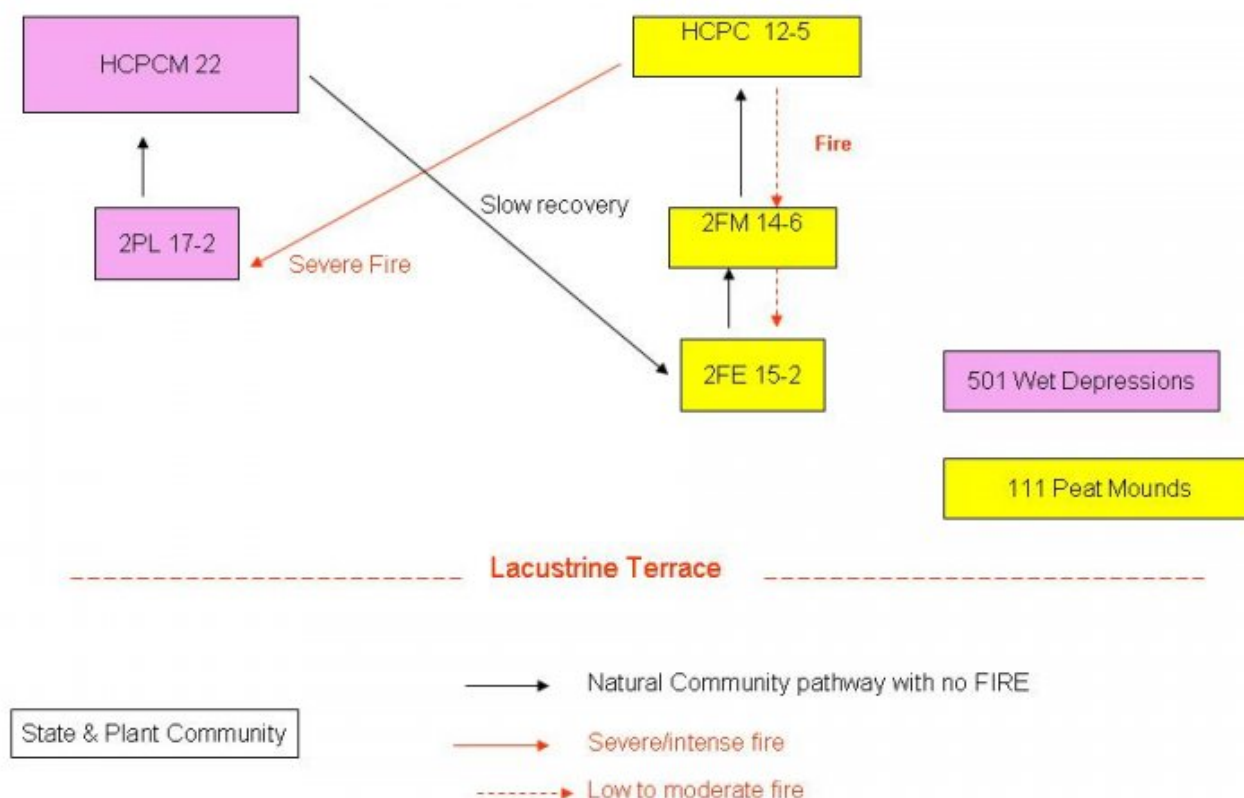 HCPCM 22
HCPC 12-5
Fire
Slow recovery
2FM 14-6
2PL 17-2
Severe Fire
2FE 15-2
501 Wet Depressions
111 Peat Mounds
Lacustrine Terrace
Natural Community pathway with no FIRE
State & Plant Community
Severe/intense fire
Low to moderate fire